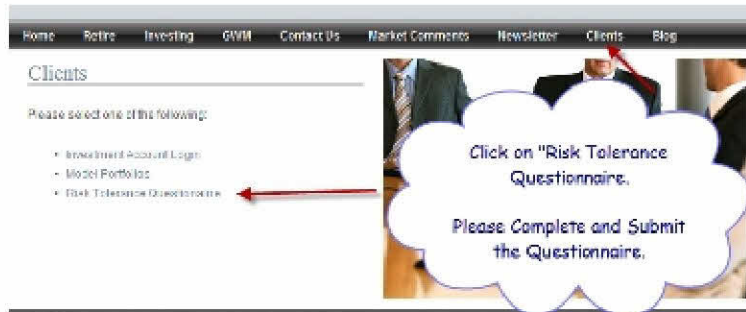 Home Retire Investing GWM Contact Us Market Comments Newsletter Clients Blog
Clients
Please select one of the following:
Investment Account Login
Model Portfolios
Risk Tolerance Questionnaire
Click on "Risk Tolerance
Questionnaire.
Please Complete and Submit
the Questionnaire.